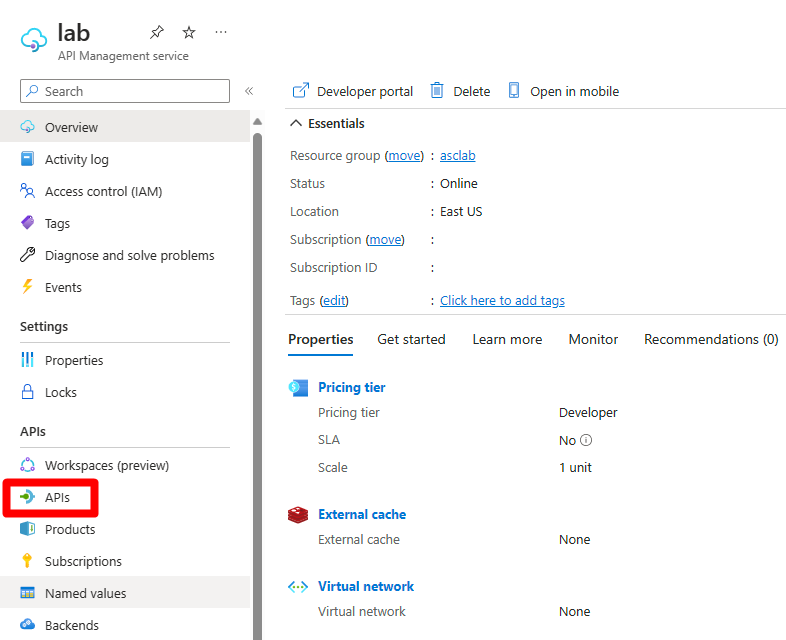 lab
API Management service
Search
Overview
Activity log
Access control (IAM)
Tags
Diagnose and solve problems
Events
Settings
Properties
Locks
APIs
Workspaces (preview)
APIs
Products
Subscriptions
Named values
Backends
Developer portal Delete Open in mobile
Essentials
Resource group (move) : asclab
Status : Online
Location : East US
Subscription (move) :
Subscription ID :
Tags (edit) : Click here to add tags
Properties Get started Learn more Monitor Recommendations (0)
Pricing tier
Pricing tier Developer
SLA No
Scale 1 unit
External cache
External cache None
Virtual network
Virtual network None